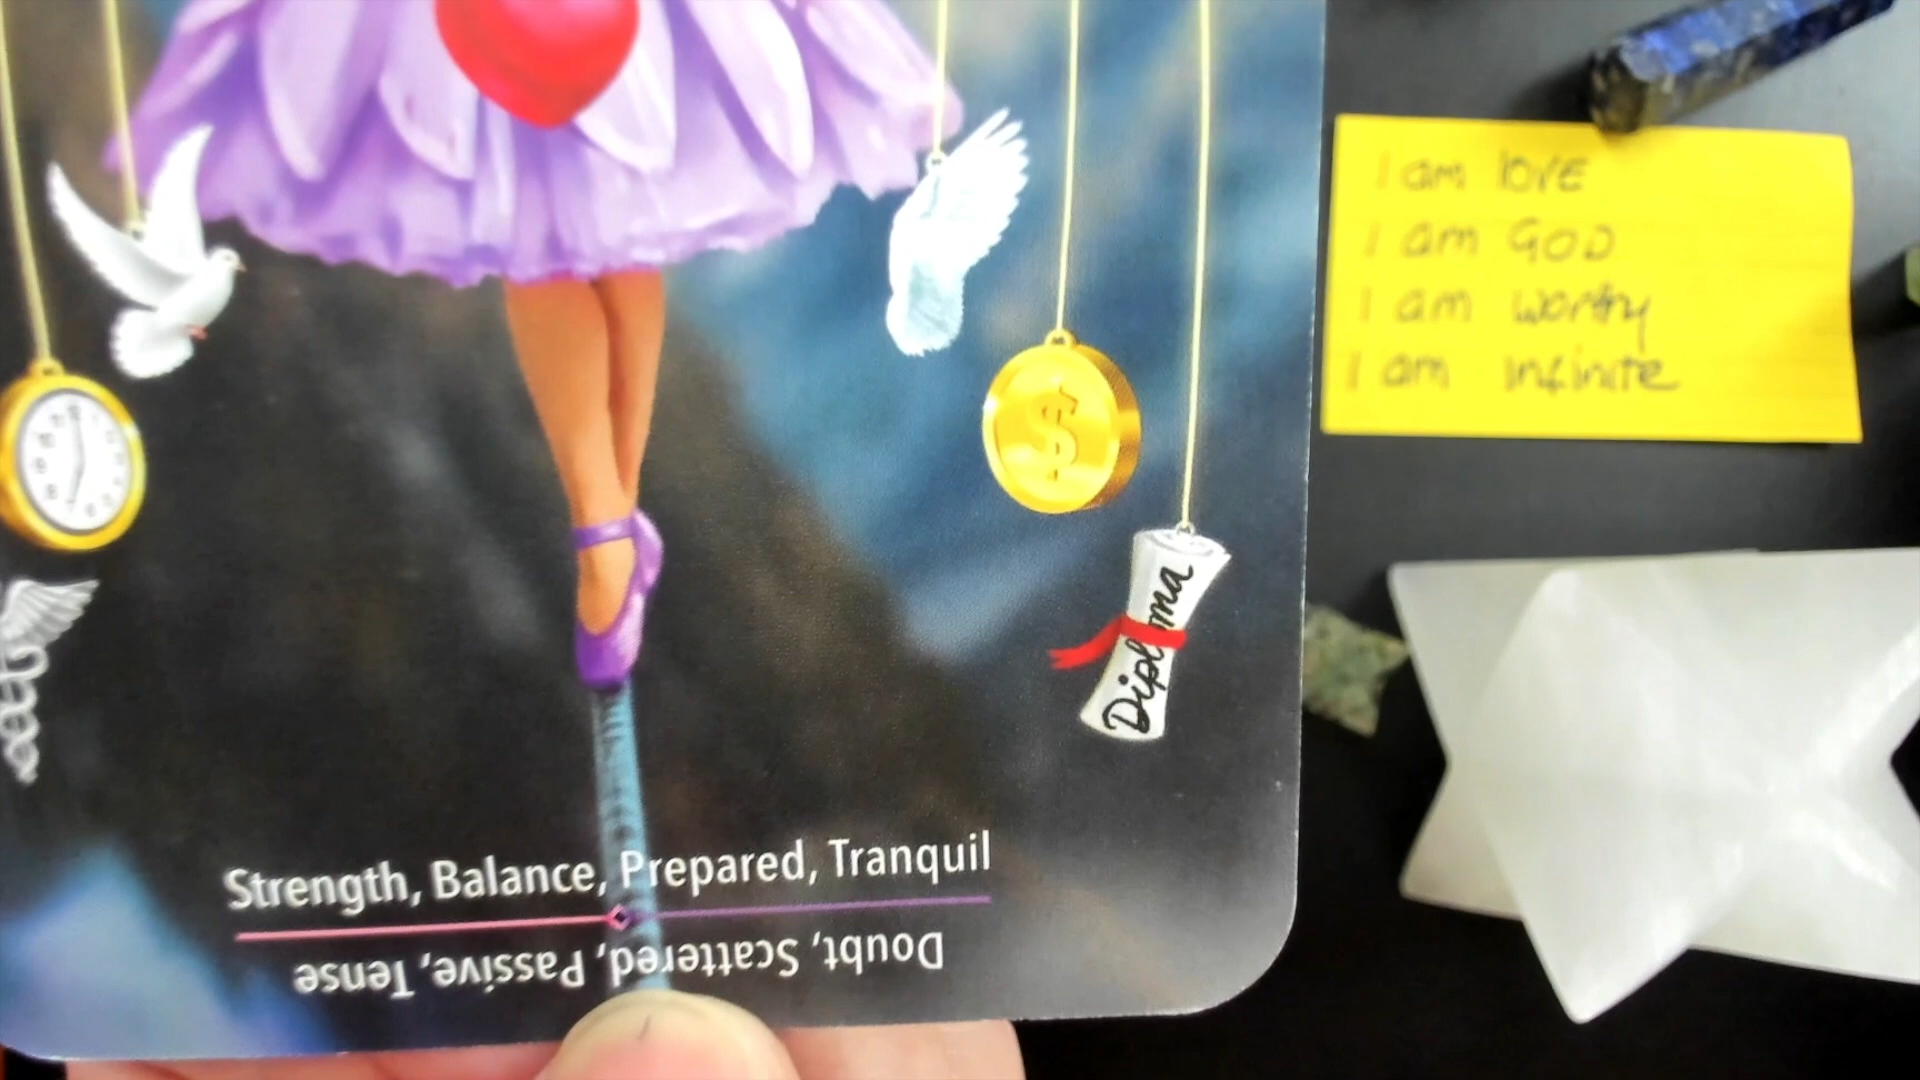 I am love
I am GOD
I am worthy
I am infinite
$
Diploma
Strength, Balance, Prepared, Tranquil
Doubt, Scattered, Passive, Tense